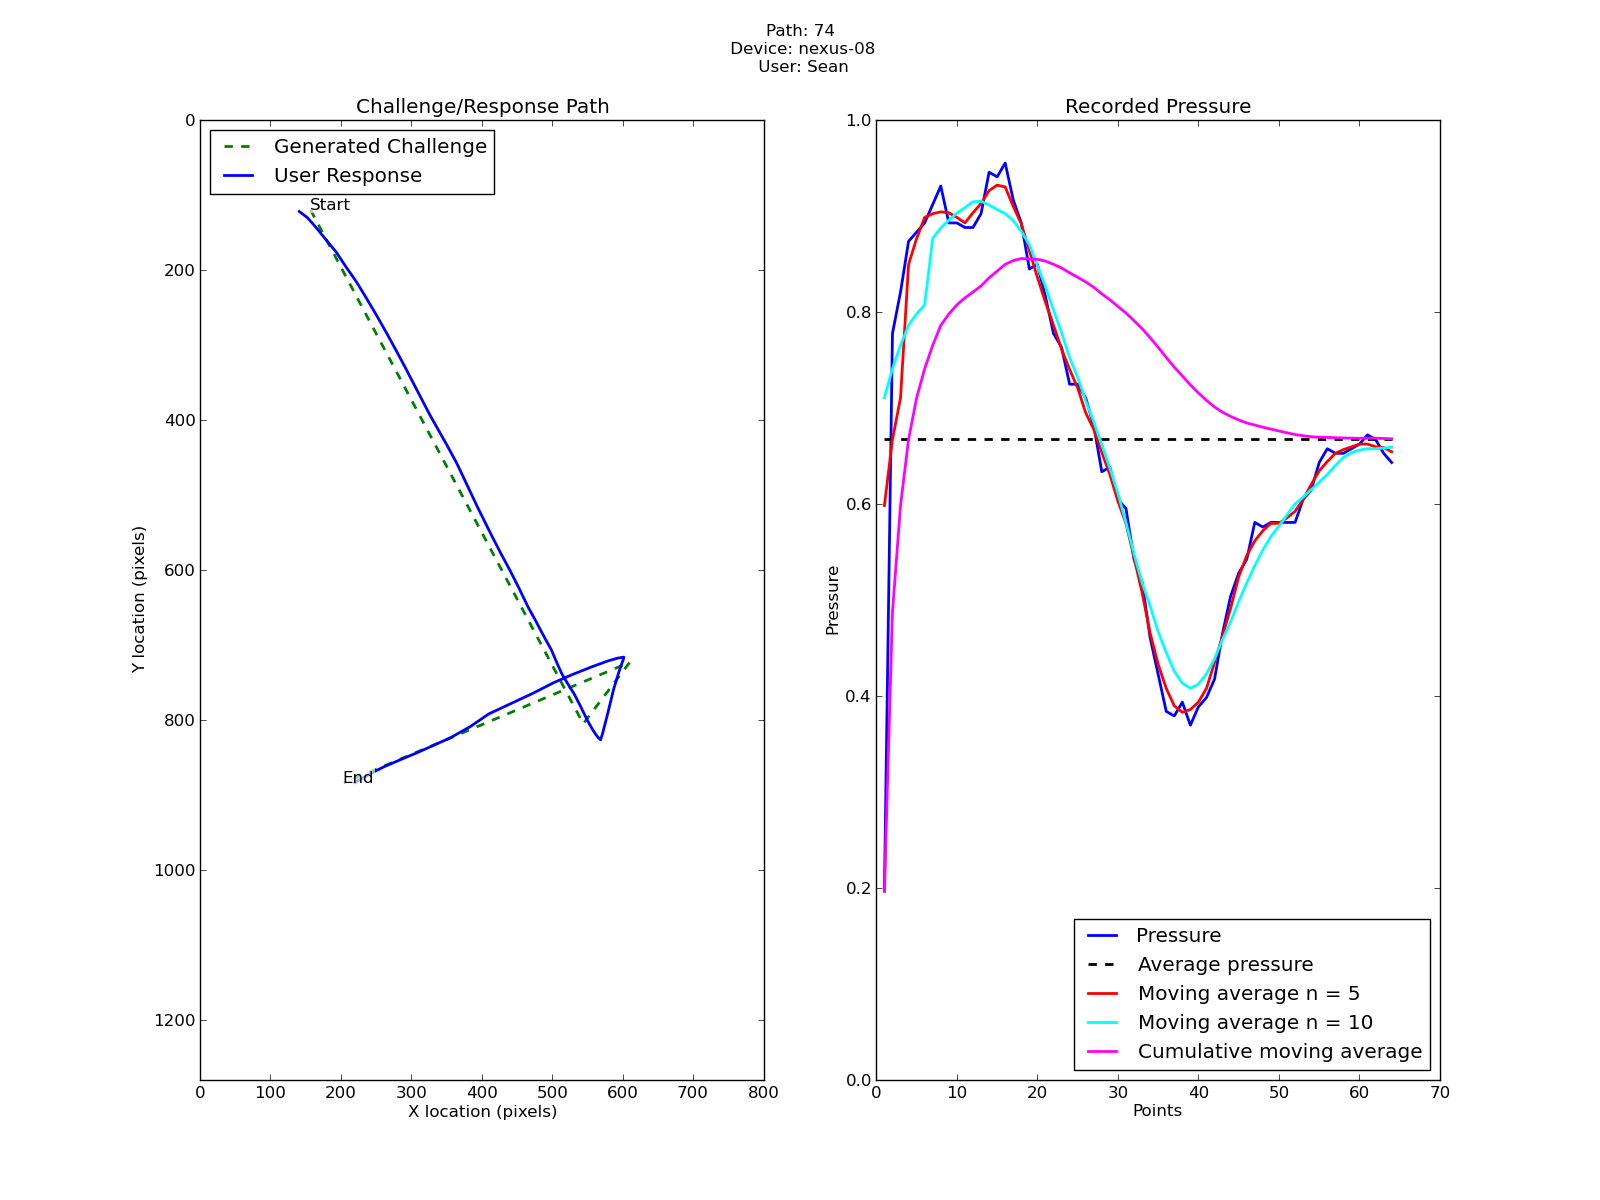 Path: 74
Device: nexus-08
User: Sean
Challenge/Response Path
Generated Challenge
User Response
Start
End
0
200
400
600
800
1000
1200
Y location (pixels)
0 100 200 300 400 500 600 700 800
X location (pixels)
Recorded Pressure
1.0
0.8
0.6
0.4
0.2
0.0
Pressure
Pressure
Average pressure
Moving average n = 5
Moving average n = 10
Cumulative moving average
0 10 20 30 40 50 60 70
Points